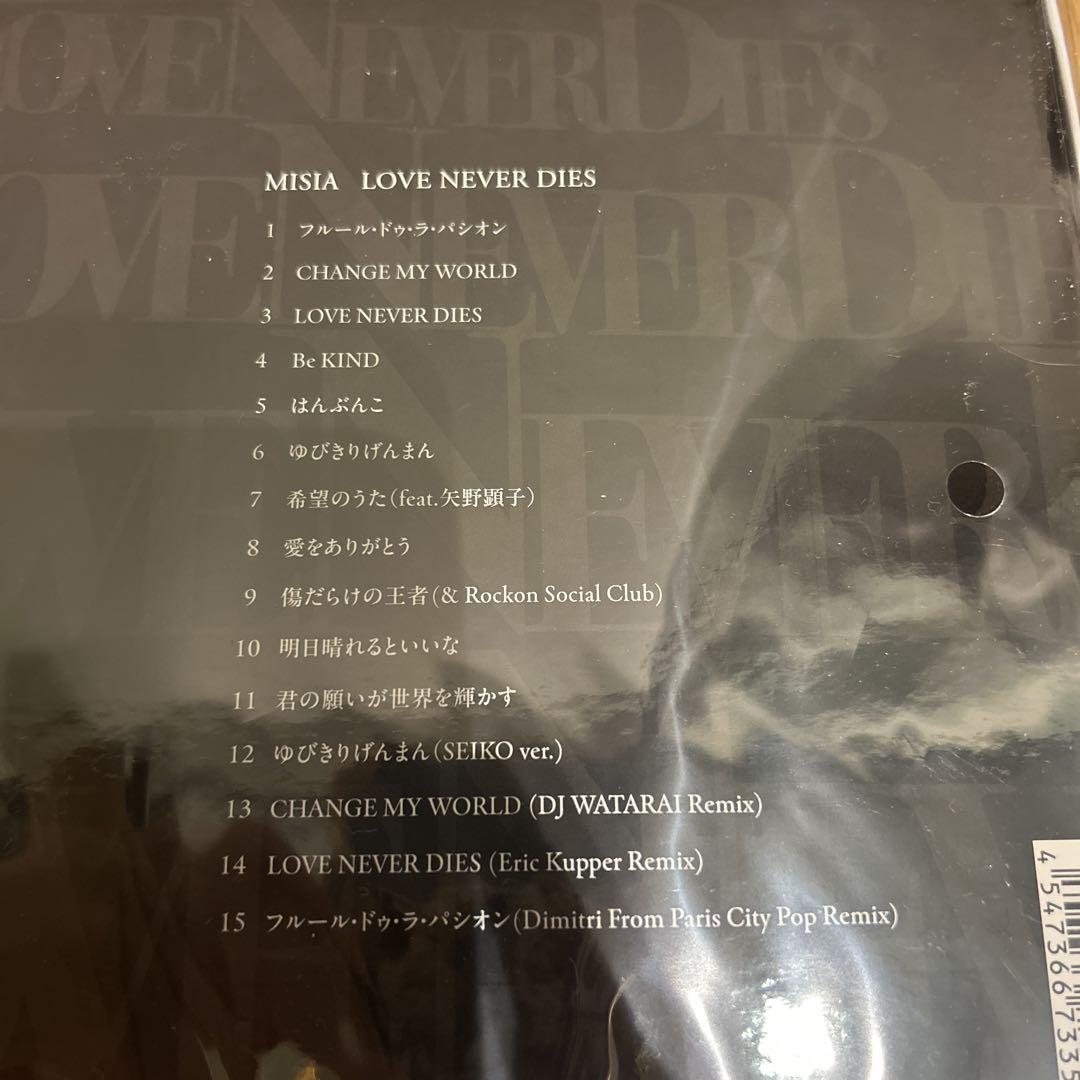 LOVE NEVER DIES
LOVE NEVER DIES
NEVER
MISIA LOVE NEVER DIES
1 フルール・ドゥ・ラ・パシオン
2 CHANGE MY WORLD
3 LOVE NEVER DIES
4 Be KIND
5 はんぶんこ
6 ゆびきりげんまん
7 希望のうた(feat.矢野顕子)
8 愛をありがとう
9 傷だらけの王者(& Rockon Social Club)
10 明日晴れるといいな
11 君の願いが世界を輝かす
12 ゆびきりげんまん(SEIKO ver.)
13 CHANGE MY WORLD (DJ WATARAI Remix)
14 LOVE NEVER DIES (Eric Kupper Remix)
15 フルール・ドゥ・ラ・パシオン(Dimitri From Paris City Pop Remix)
4 547366 7335